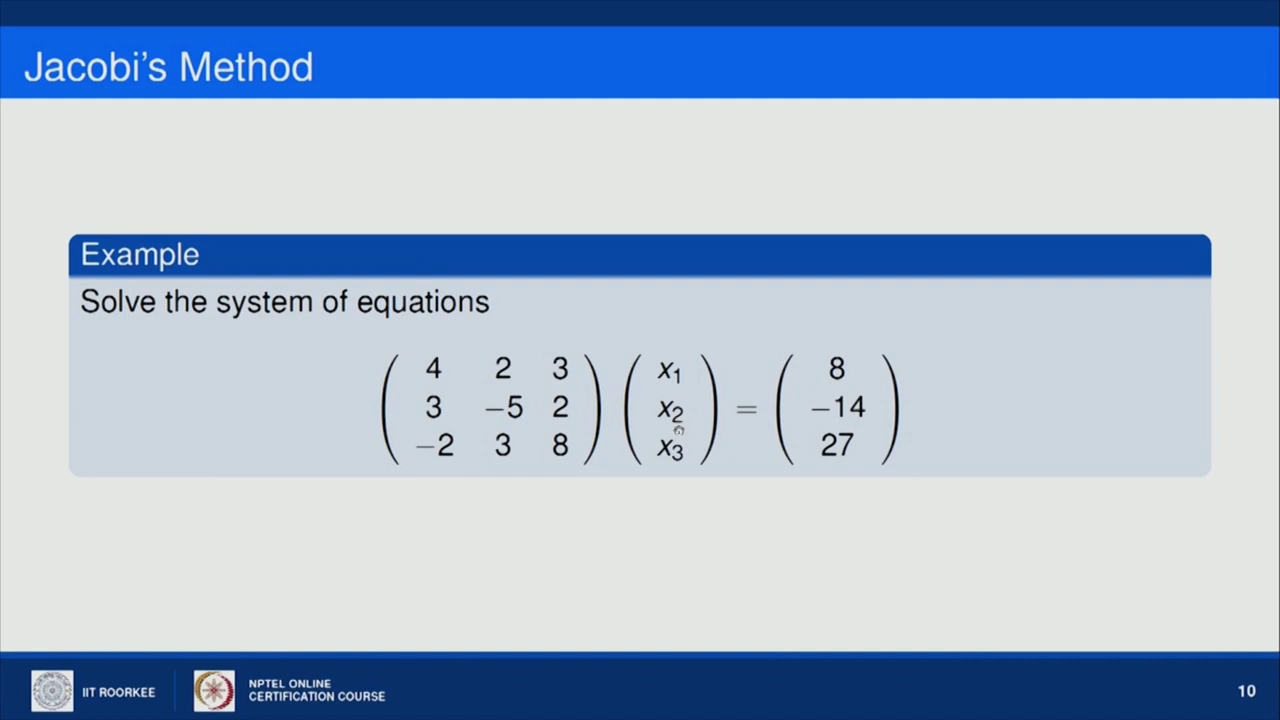 Jacobi's Method
Example
Solve the system of equations
( 4 2 3 ) ( x₁ ) ( 8 )
( 3 −5 2 ) ( x₂ ) = ( −14 )
( −2 3 8 ) ( x₃ ) ( 27 )
IIT ROORKEE
NPTEL ONLINE
CERTIFICATION COURSE
10